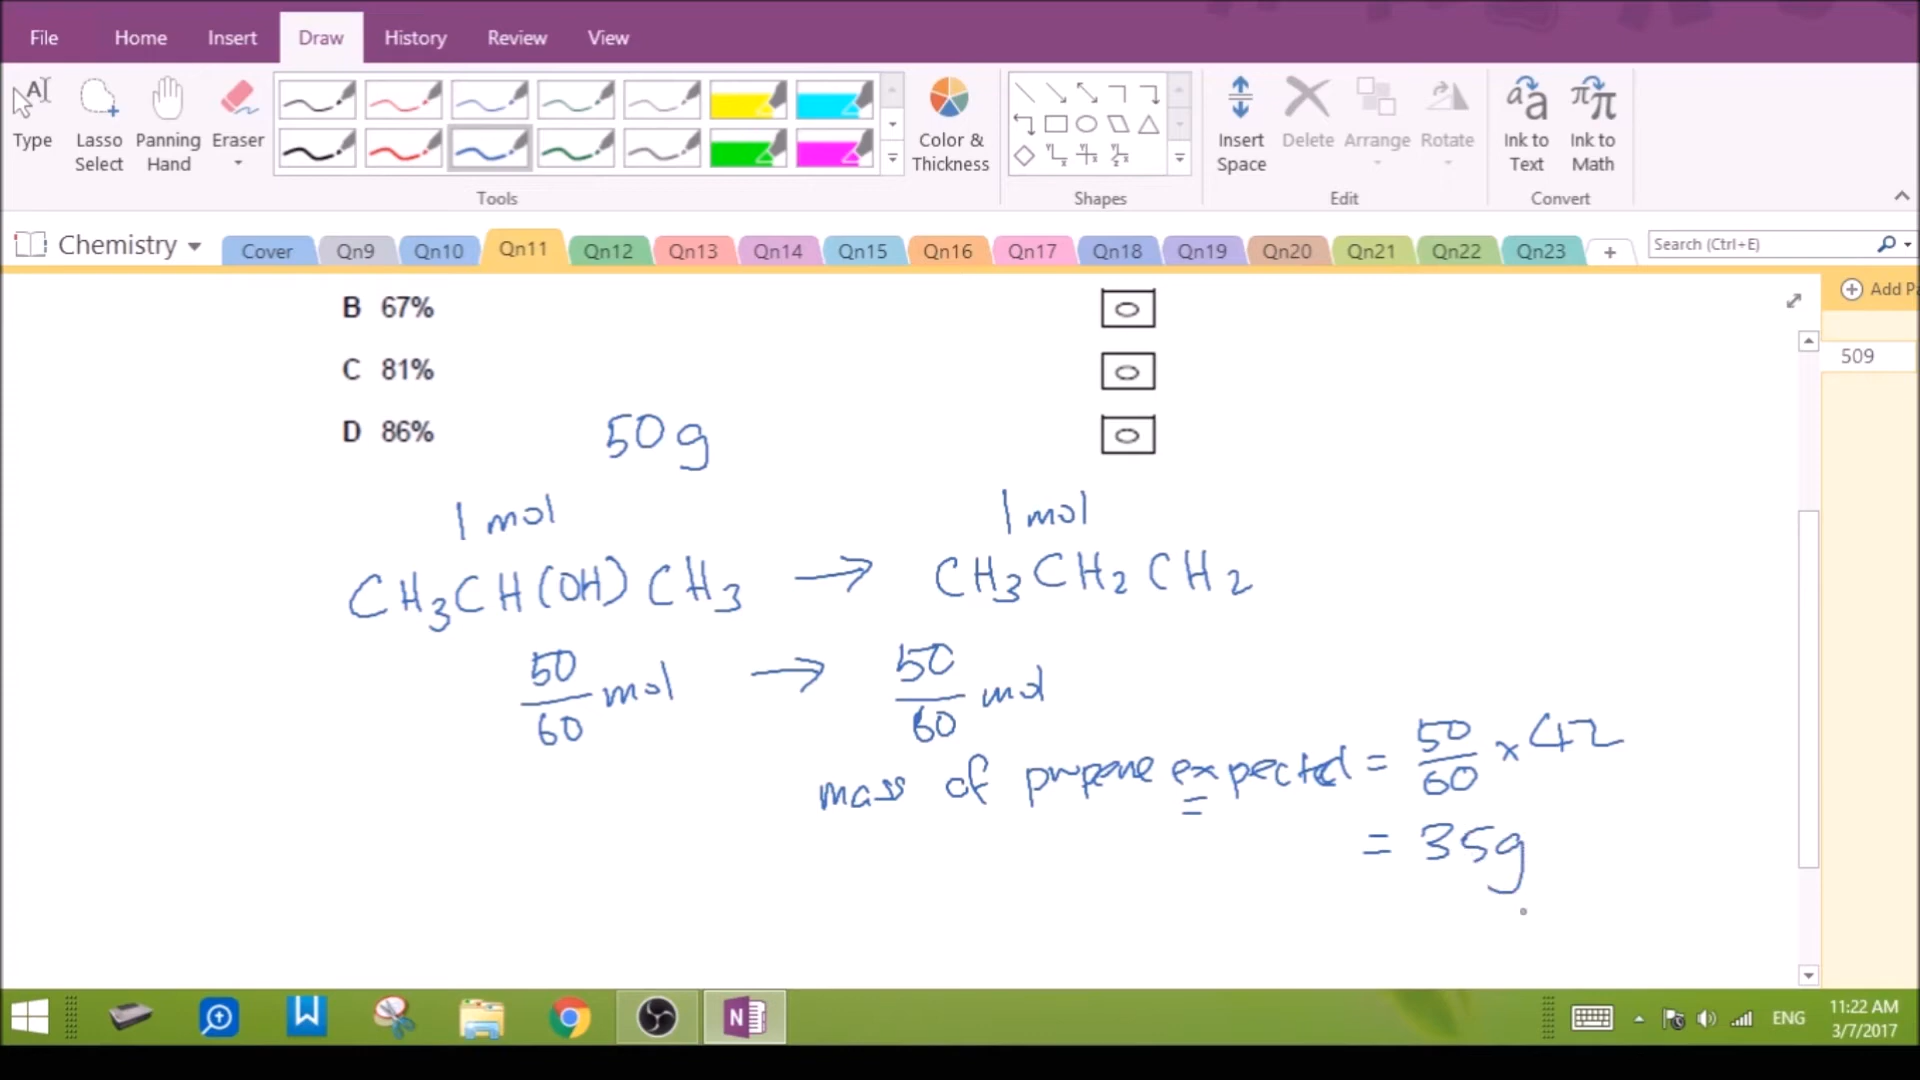 File Home Insert Draw History Review View
Type Lasso Select Panning Hand Eraser Color & Thickness Insert Space Delete Arrange Rotate Ink to Text Ink to Math
Tools Shapes Edit Convert
Chemistry Cover Qn9 Qn10 Qn11 Qn12 Qn13 Qn14 Qn15 Qn16 Qn17 Qn18 Qn19 Qn20 Qn21 Qn22 Qn23 + Search (Ctrl+E)
Add Pa
509
B 67%
C 81%
D 86%
50g
1 mol 1 mol
CH3CH(OH)CH3 → CH3CH2CH2
50/60 mol → 50/60 mol
mass of propene expected = 50/60 × 42
= 35g
ENG
11:22 AM
3/7/2017